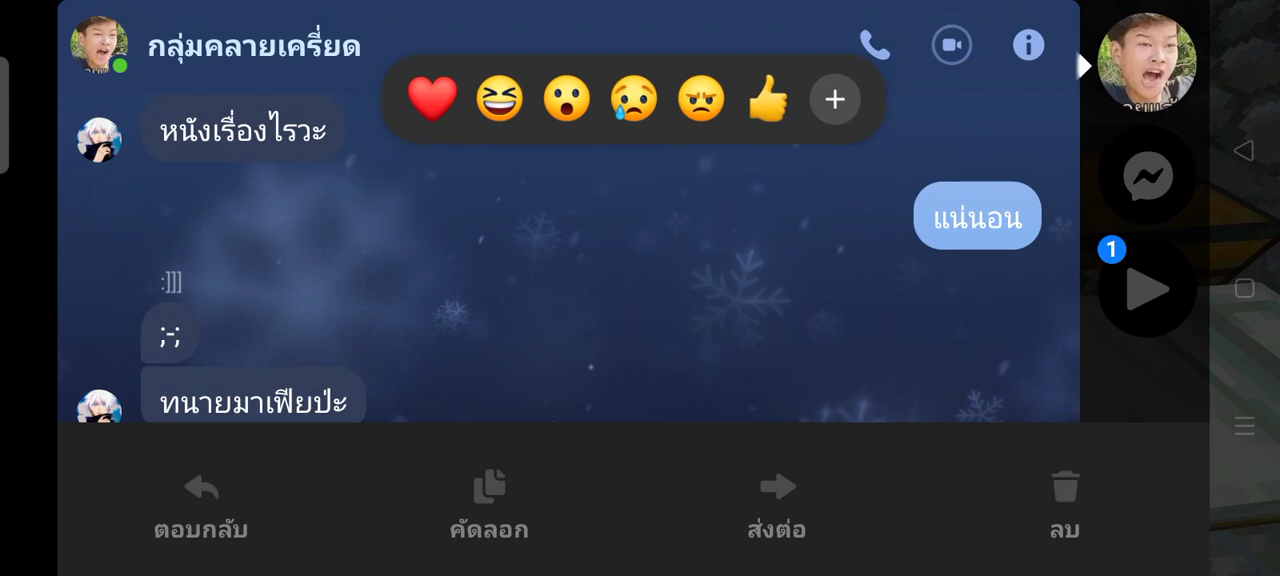 กลุ่มคลายเครี่ยด
หนังเรื่องไรวะ
แน่นอน
:]]]
;-;
ทนายมาเฟียป่ะ
1
ตอบกลับ
คัดลอก
ส่งต่อ
ลบ